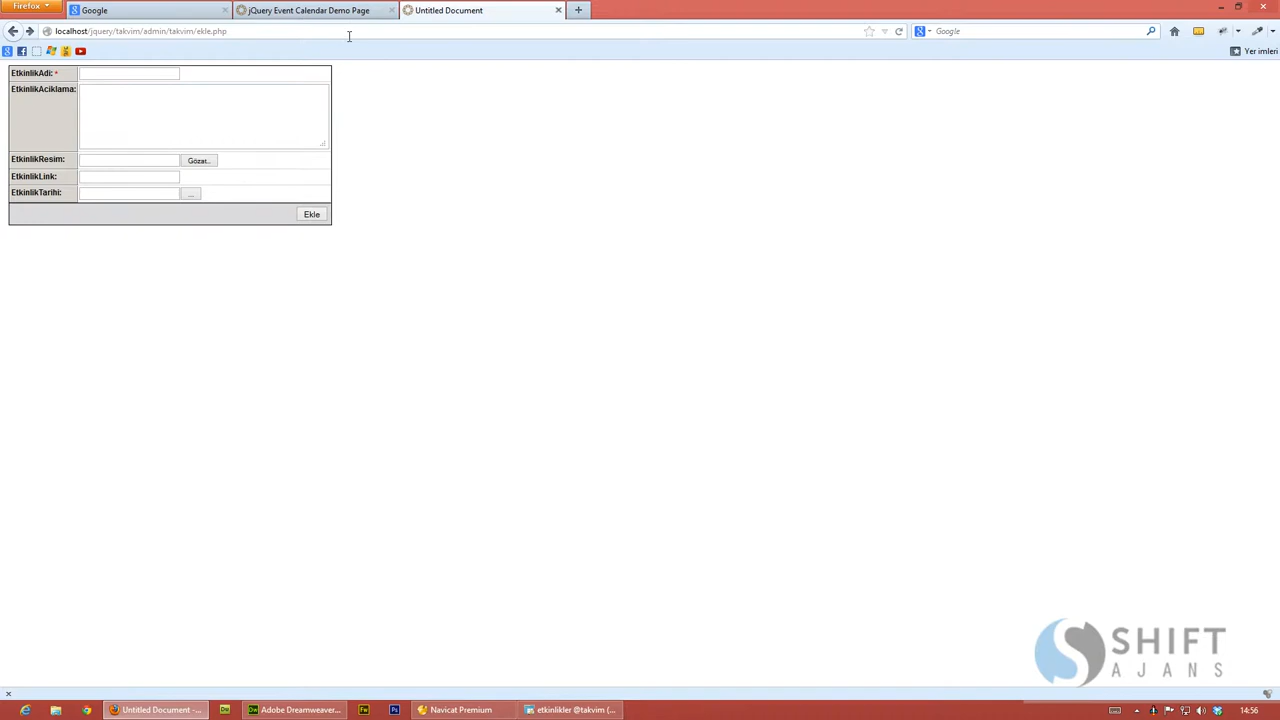 Firefox
Google
jQuery Event Calendar Demo Page
Untitled Document
localhost/jquery/takvim/admin/takvim/ekle.php
Google
Yer imleri
EtkinlikAdi: *
EtkinlikAciklama:
EtkinlikResim:
Gözat..
EtkinlikLink:
EtkinlikTarihi:
...
Ekle
SHIFT
AJANS
Untitled Document -...
Adobe Dreamweaver...
Navicat Premium
etkinlikler @takvim (...
14:56